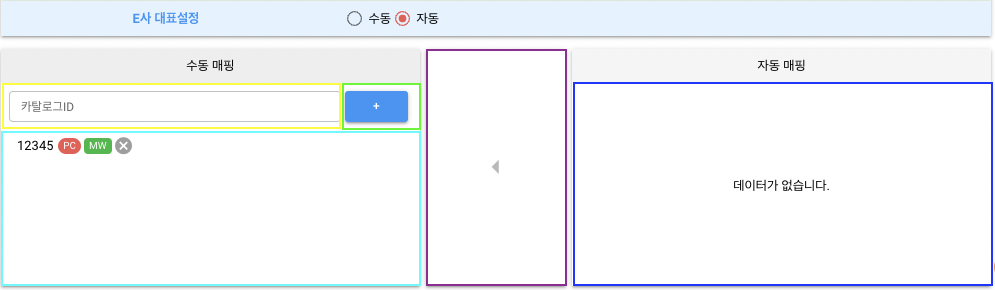 E사 대표설정 수동 자동
수동 매핑
자동 매핑
카탈로그ID
+
12345 PC MW
데이터가 없습니다.